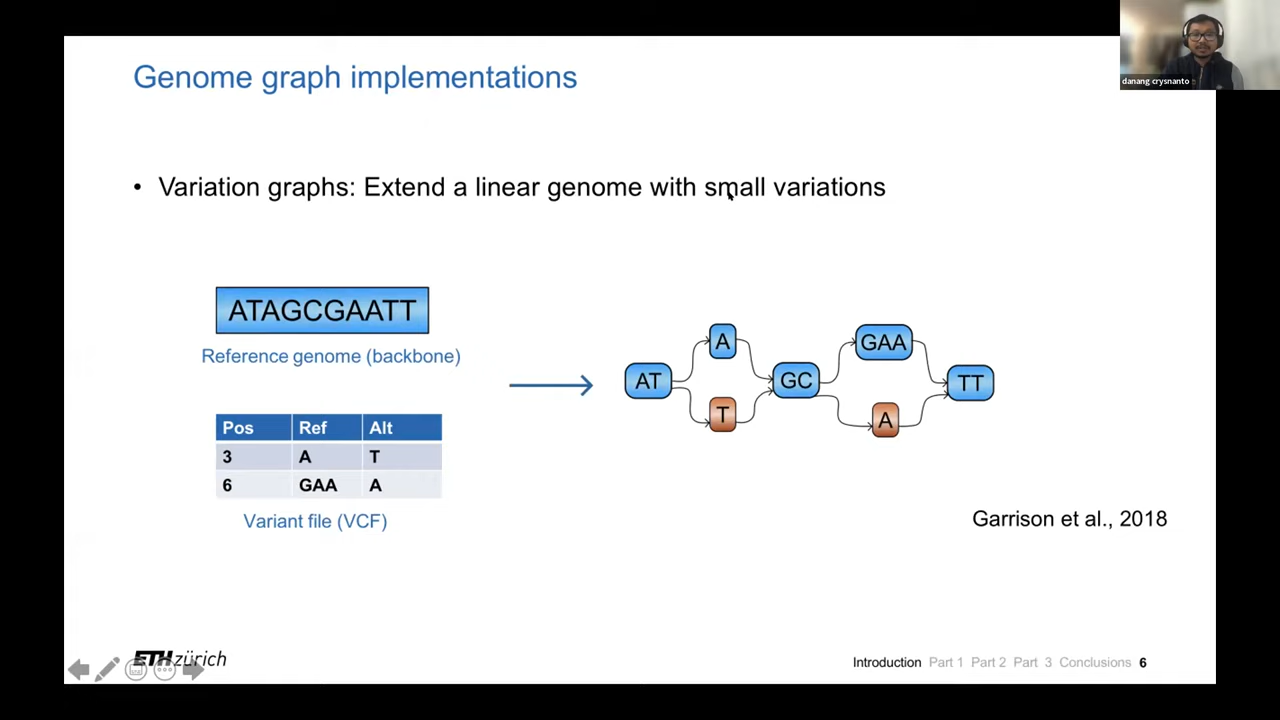 danang crysnanto
Genome graph implementations
• Variation graphs: Extend a linear genome with small variations
ATAGCGAATT
Reference genome (backbone)
Pos Ref Alt
3 A T
6 GAA A
Variant file (VCF)
A GAA
AT GC TT
T A
Garrison et al., 2018
ETH zürich
Introduction Part 1 Part 2 Part 3 Conclusions 6